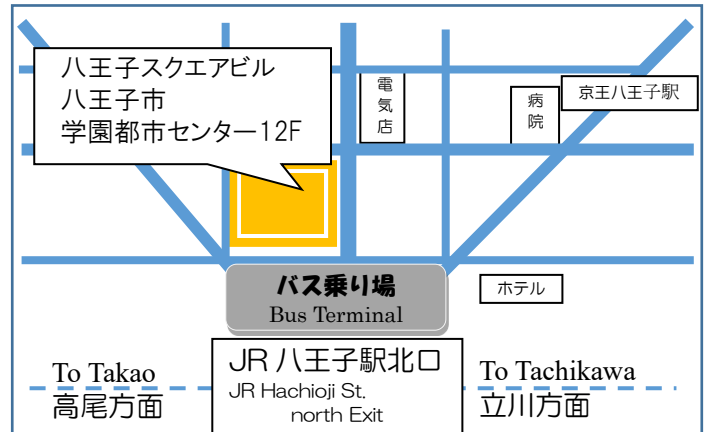 八王子スクエアビル
八王子市
学園都市センター12F
電気店
病院
京王八王子駅
バス乗り場
Bus Terminal
ホテル
To Takao
高尾方面
JR 八王子駅北口
JR Hachioji St.
north Exit
To Tachikawa
立川方面